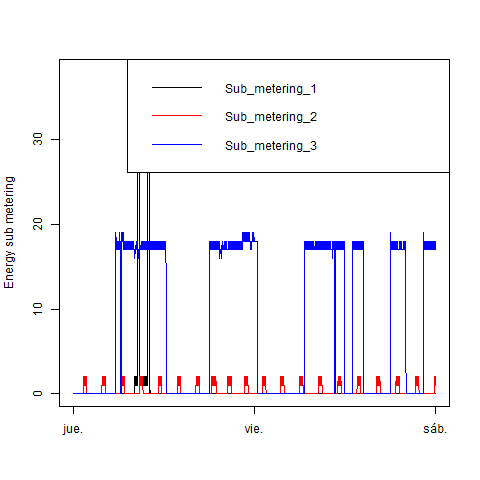 Sub_metering_1
Sub_metering_2
Sub_metering_3
Energy sub metering
30
20
10
0
jue.
vie.
sáb.